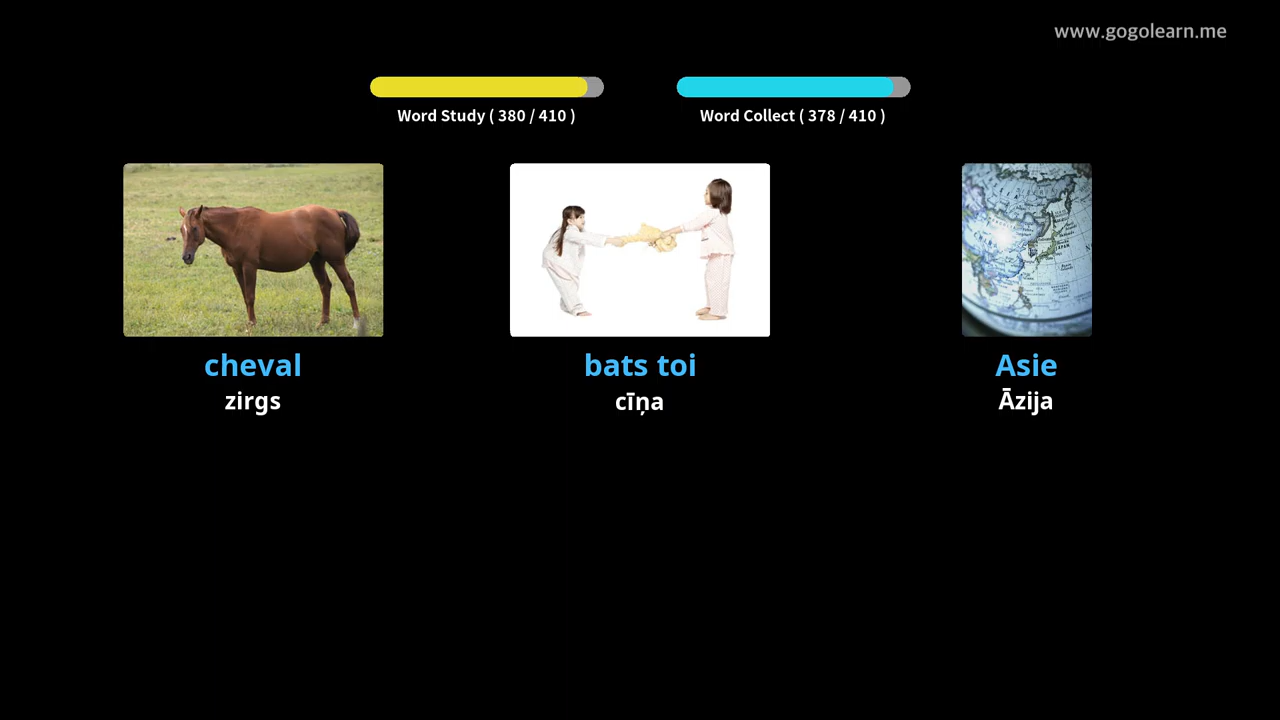 www.gogolearn.me
Word Study ( 380 / 410 )
Word Collect ( 378 / 410 )
cheval
bats toi
Asie
zirgs
cīņa
Āzija